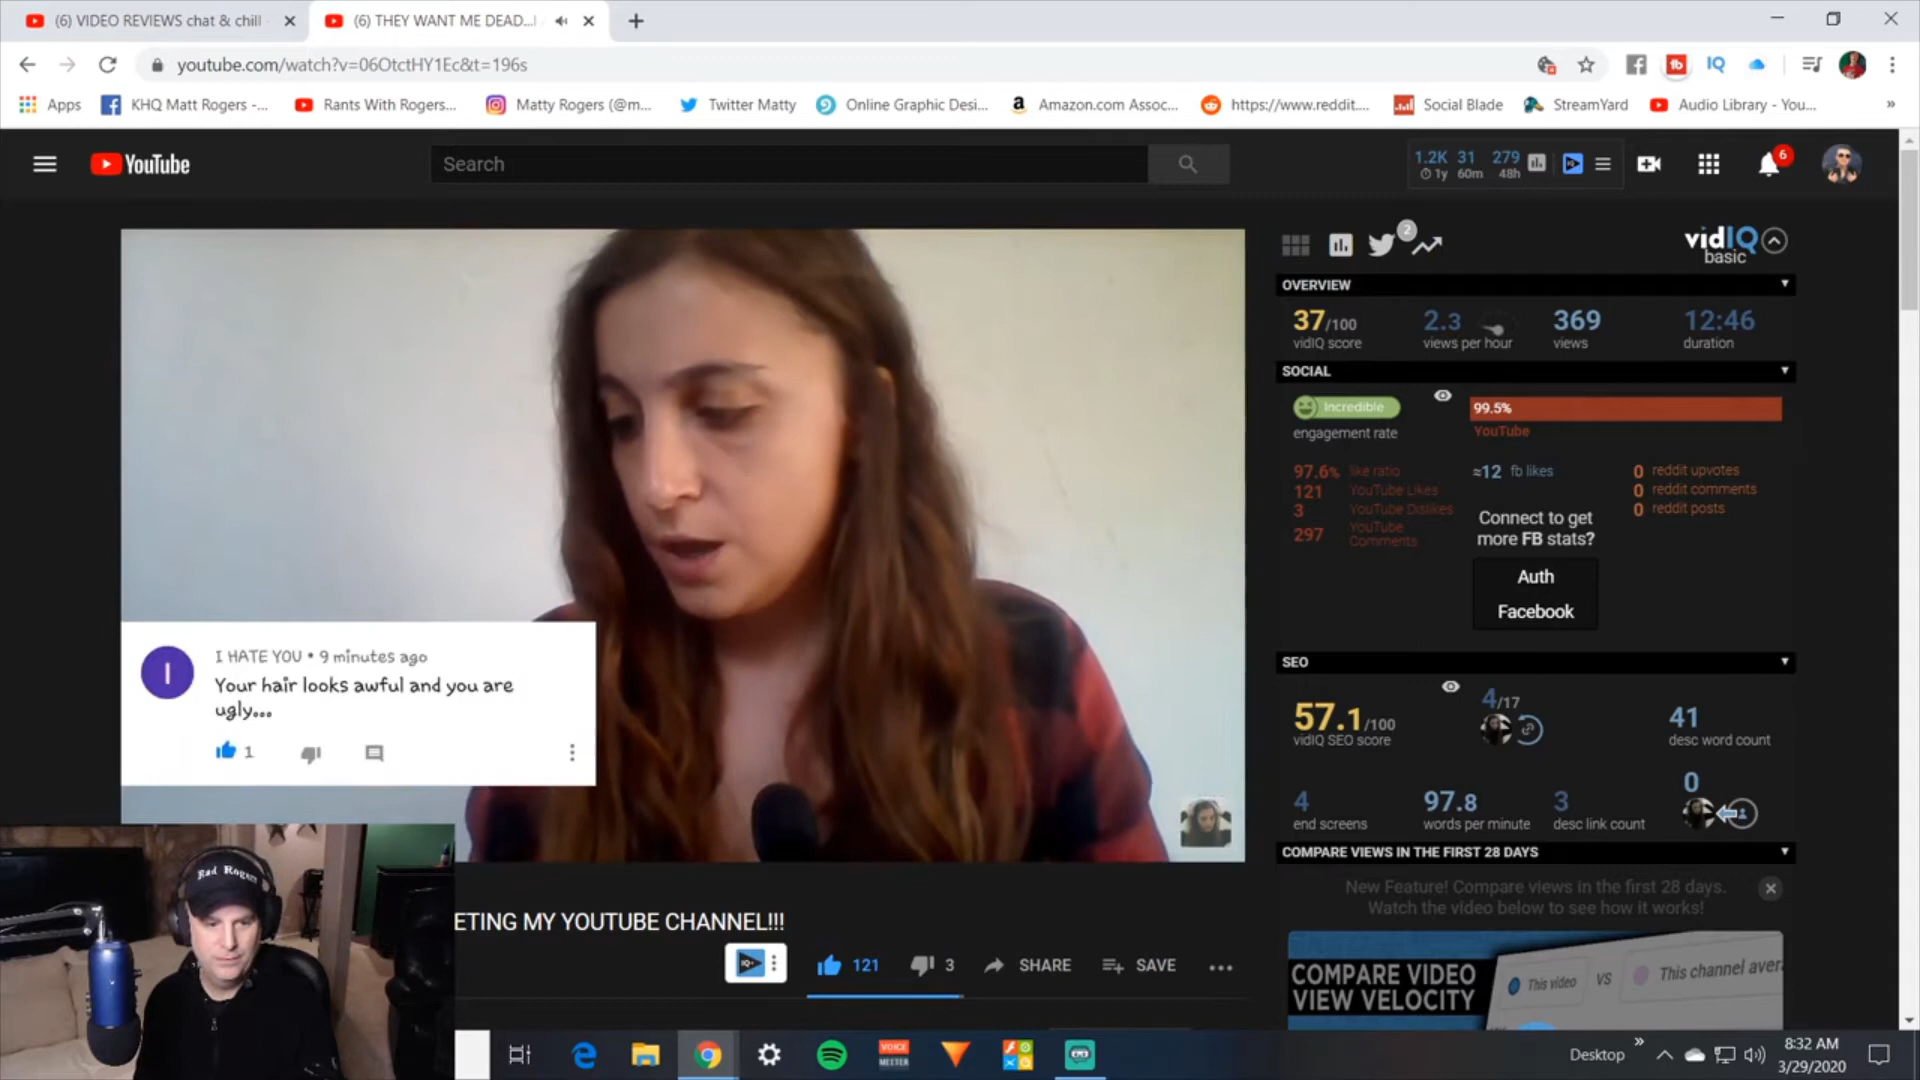 (6) VIDEO REVIEWS chat & chill
(6) THEY WANT ME DEAD...I
youtube.com/watch?v=06OtctHY1Ec&t=196s
Apps KHQ Matt Rogers -... Rants With Rogers... Matty Rogers (@m... Twitter Matty Online Graphic Desi... Amazon.com Assoc... https://www.reddit.... Social Blade StreamYard Audio Library - You... »
YouTube
Search
1.2K 31 279
1y 60m 48h
6
2
vidIQ
basic
OVERVIEW
37/100 2.3 369 12:46
vidIQ score views per hour views duration
SOCIAL
Incredible 99.5%
engagement rate YouTube
97.6% like ratio ≈12 fb likes 0 reddit upvotes
121 YouTube Likes 0 reddit comments
3 YouTube Dislikes 0 reddit posts
297 YouTube Comments
Connect to get
more FB stats?
Auth
Facebook
I HATE YOU • 9 minutes ago
Your hair looks awful and you are
ugly...
1
SEO
57.1/100 4/17 41
vidIQ SEO score desc word count
4 97.8 3 0
end screens words per minute desc link count
COMPARE VIEWS IN THE FIRST 28 DAYS
New Feature! Compare views in the first 28 days.
Watch the video below to see how it works!
COMPARE VIDEO
VIEW VELOCITY
This video VS This channel aver
Rad Rogers
ETING MY YOUTUBE CHANNEL!!!
IQ 121 3 SHARE SAVE
VOICE
MEETER
Desktop »
8:32 AM
3/29/2020